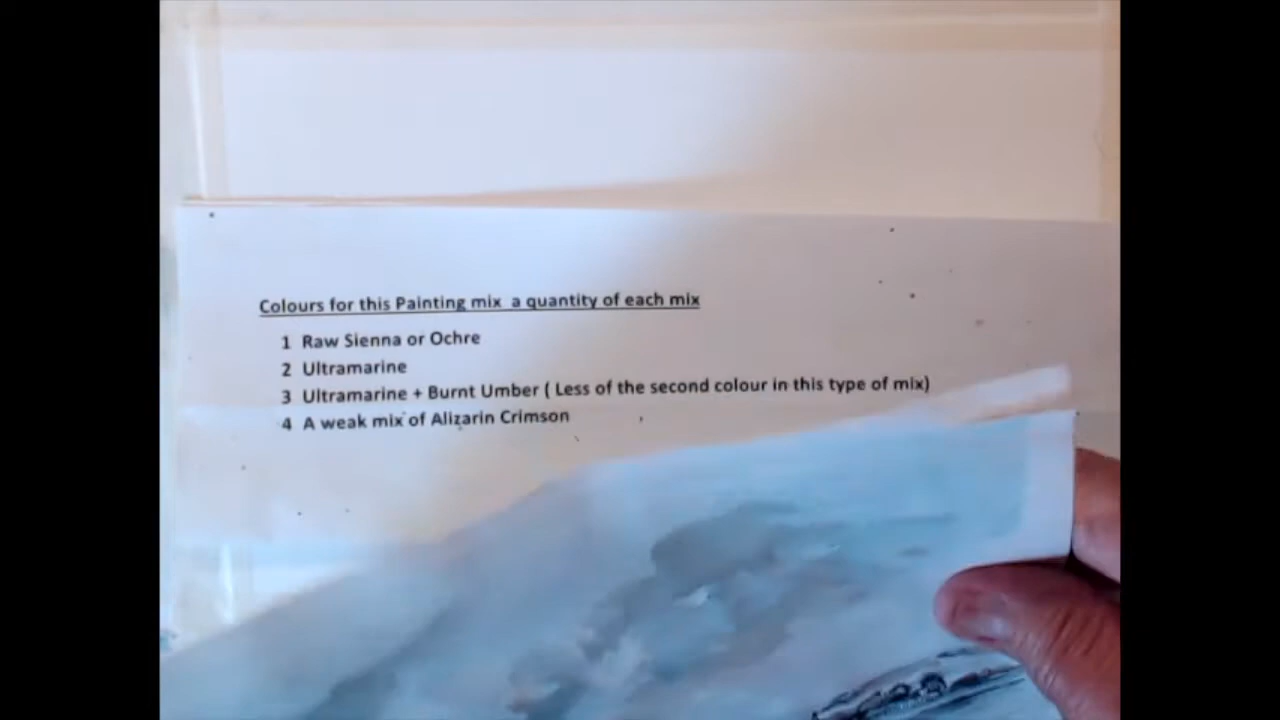 Colours for this Painting mix a quantity of each mix
1 Raw Sienna or Ochre
2 Ultramarine
3 Ultramarine + Burnt Umber ( Less of the second colour in this type of mix)
4 A weak mix of Alizarin Crimson